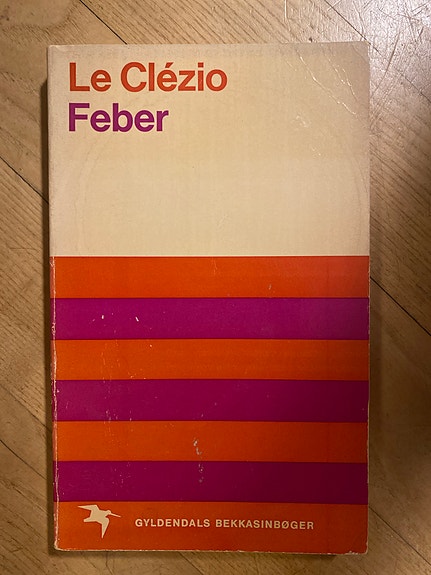 Le Clézio
Feber
GYLDENDALS BEKKASINBØGER